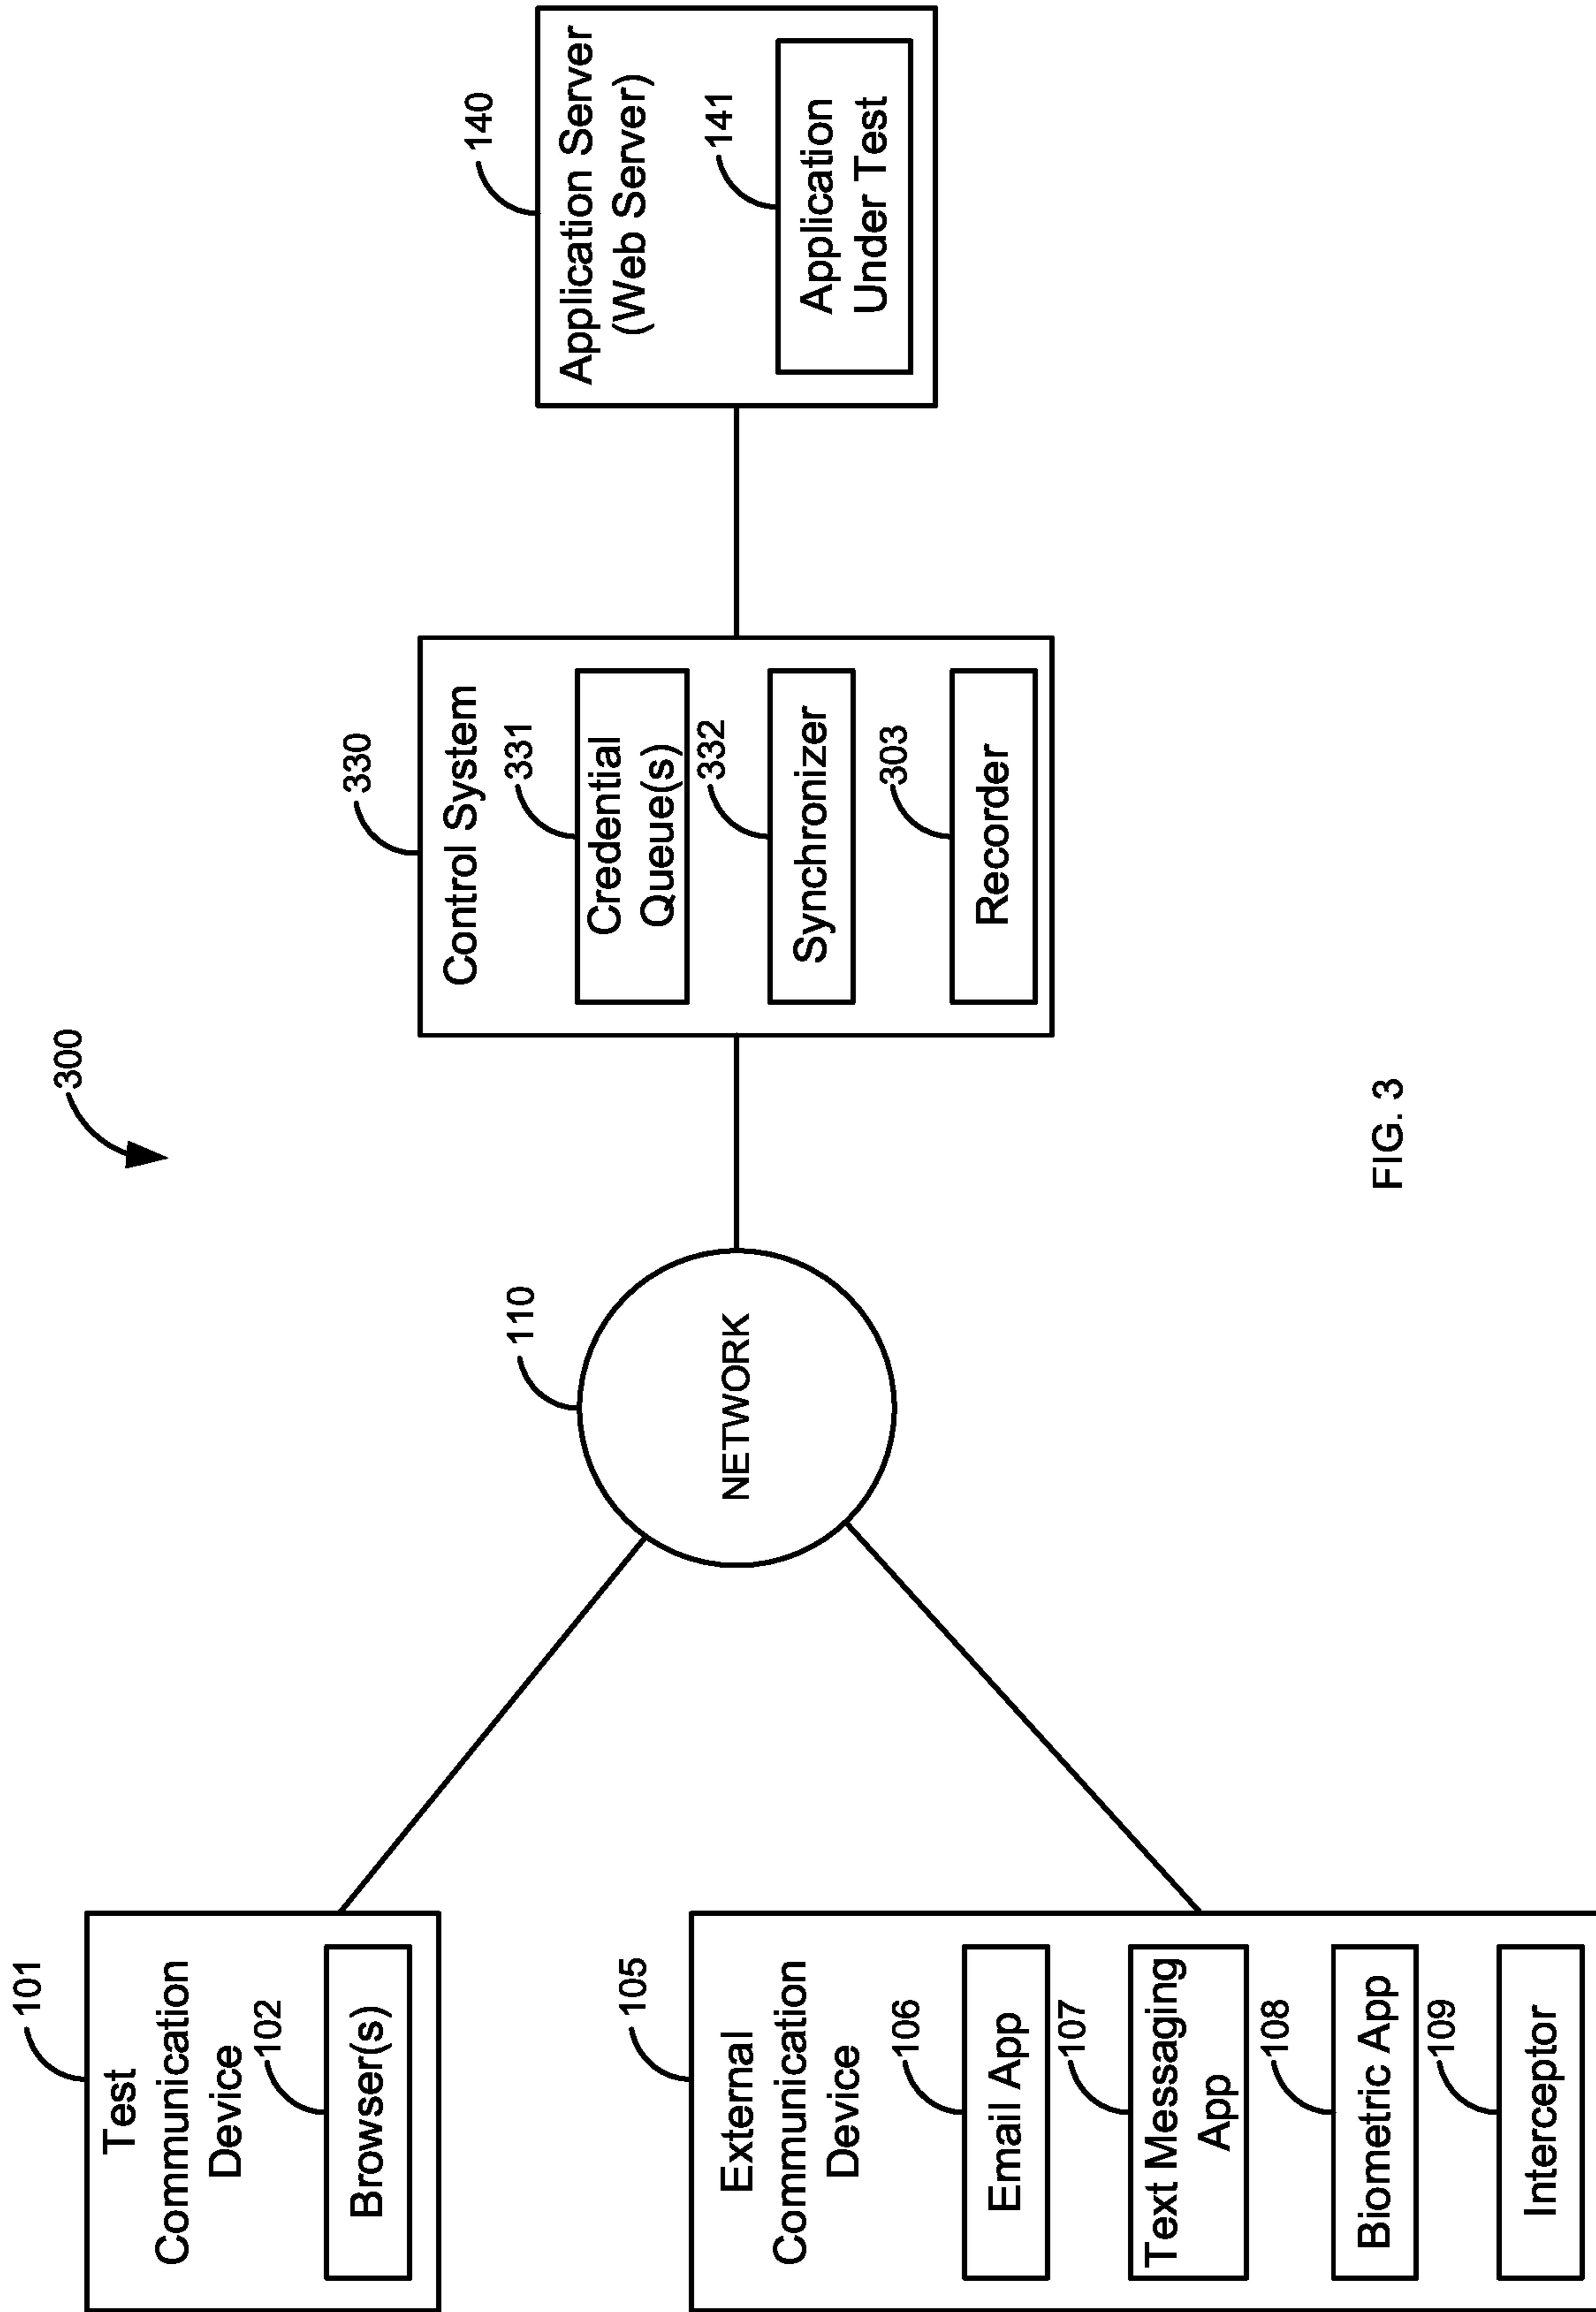 300
101
Test
Communication
Device
102
Browser(s)
105
External
Communication
Device
106
Email App
107
Text Messaging
App
108
Biometric App
109
Interceptor
110
NETWORK
330
Control System
331
Credential
Queue(s)
332
Synchronizer
303
Recorder
140
Application Server
(Web Server)
141
Application
Under Test
FIG. 3